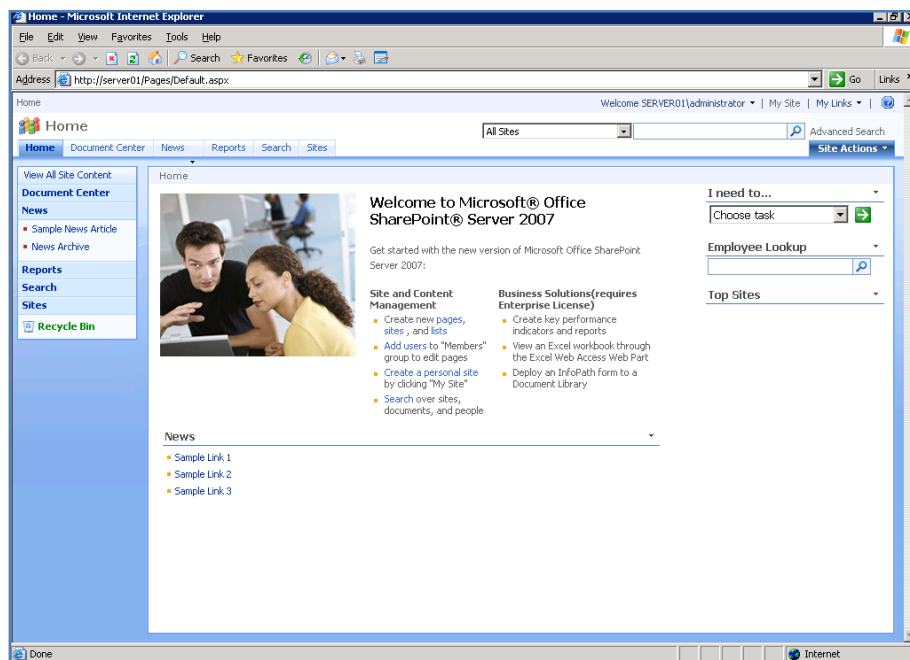 Home - Microsoft Internet Explorer
File Edit View Favorites Tools Help
Back Search Favorites
Address http://server01/Pages/Default.aspx Go Links
Home Welcome SERVER01\administrator | My Site | My Links |
Home All Sites Advanced Search
Home Document Center News Reports Search Sites Site Actions
View All Site Content
Document Center
News
Sample News Article
News Archive
Reports
Search
Sites
Recycle Bin
Home
Welcome to Microsoft® Office
SharePoint® Server 2007
Get started with the new version of Microsoft Office SharePoint
Server 2007:
Site and Content
Management
Create new pages,
sites , and lists
Add users to "Members"
group to edit pages
Create a personal site
by clicking "My Site"
Search over sites,
documents, and people
Business Solutions(requires
Enterprise License)
Create key performance
indicators and reports
View an Excel workbook through
the Excel Web Access Web Part
Deploy an InfoPath form to a
Document Library
News
Sample Link 1
Sample Link 2
Sample Link 3
I need to...
Choose task
Employee Lookup
Top Sites
Done Internet